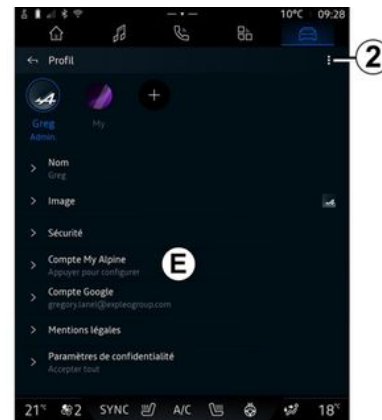 10°C 09:28
Profil
2
Greg
My
Admin
Nom
Greg
Image
Sécurité
Compte My Alpine
Appuyer pour configurer
E
Compte Google
gregory.lanel@expleogroup.com
Mentions légales
Paramètres de confidentialité
Accepter tout
21° 2 SYNC A/C 18°C